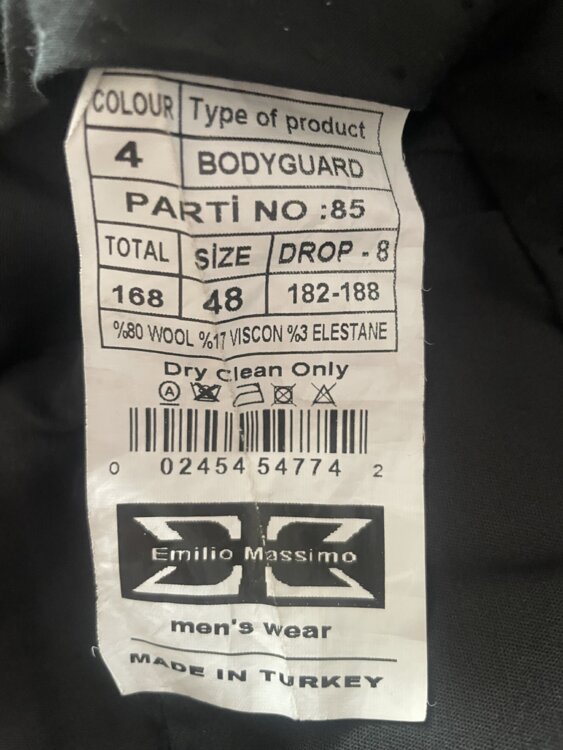 COLOUR Type of product
4 BODYGUARD
PARTİ NO :85
TOTAL SİZE DROP - 8
168 48 182-188
%80 WOOL %17 VISCON %3 ELESTANE
Dry Clean Only
A
0 02454 54774 2
Emilio Massimo
men's wear
MADE IN TURKEY